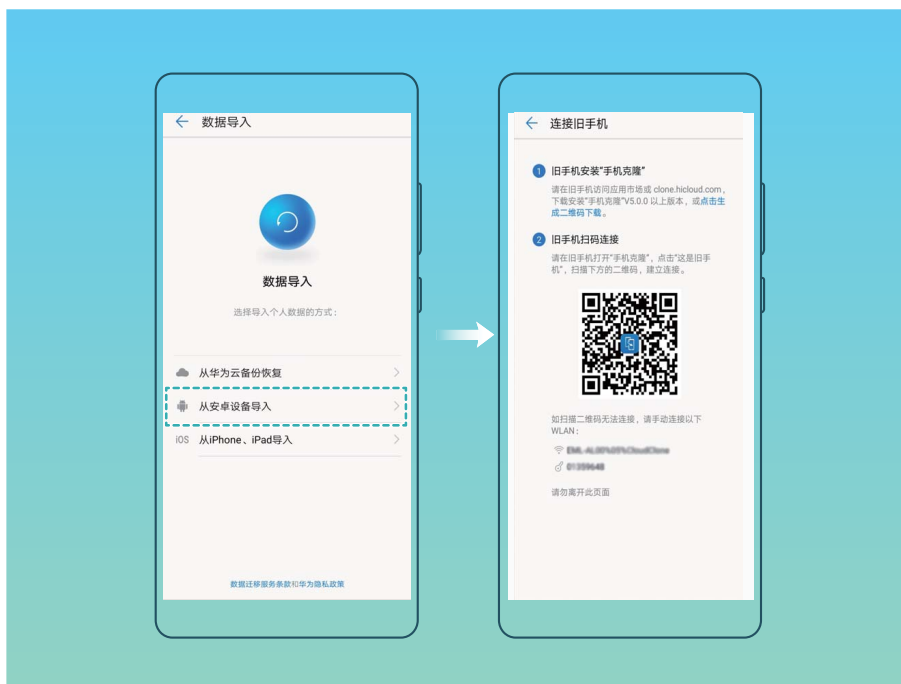 数据导入
数据导入
选择导入个人数据的方式：
从华为云备份恢复
从安卓设备导入
iOS 从iPhone、iPad导入
数据迁移服务条款和华为隐私政策
连接旧手机
1 旧手机安装“手机克隆”
请在旧手机访问应用市场或 clone.hicloud.com，
下载安装“手机克隆”V5.0.0 以上版本，或点击生
成二维码下载。
2 旧手机扫码连接
请在旧手机打开“手机克隆”，点击“这是旧手
机”，扫描下方的二维码，建立连接。
如扫描二维码无法连接，请手动连接以下
WLAN：
请勿离开此页面